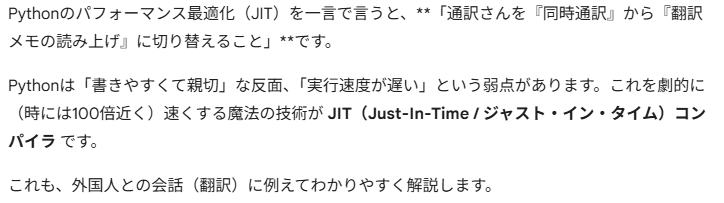 Pythonのパフォーマンス最適化（JIT）を一言で言うと、**「通訳さんを『同時通訳』から『翻訳
メモの読み上げ』に切り替えること」**です。
Pythonは「書きやすくて親切」な反面、「実行速度が遅い」という弱点があります。これを劇的に
（時には100倍近く）速くする魔法の技術が JIT（Just-In-Time / ジャスト・イン・タイム）コン
パイラ です。
これも、外国人との会話（翻訳）に例えてわかりやすく解説します。